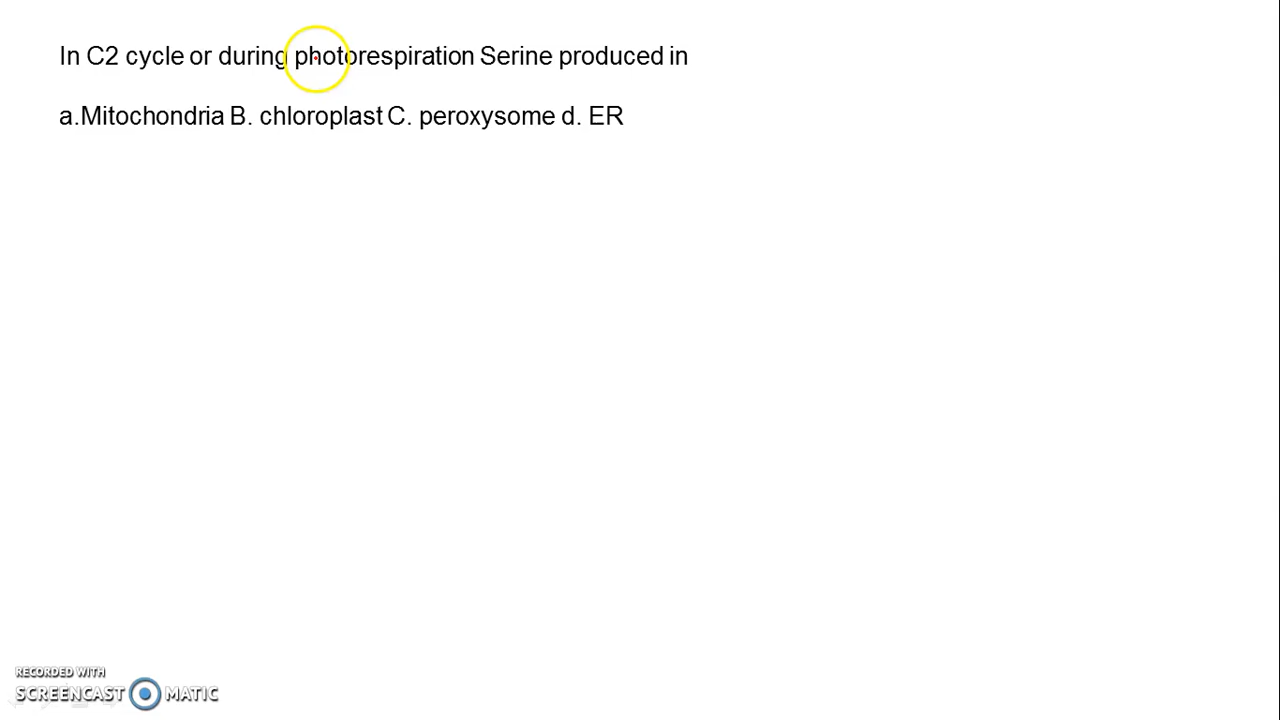 In C2 cycle or during photorespiration Serine produced in
a.Mitochondria B. chloroplast C. peroxysome d. ER
RECORDED WITH
SCREENCAST MATIC